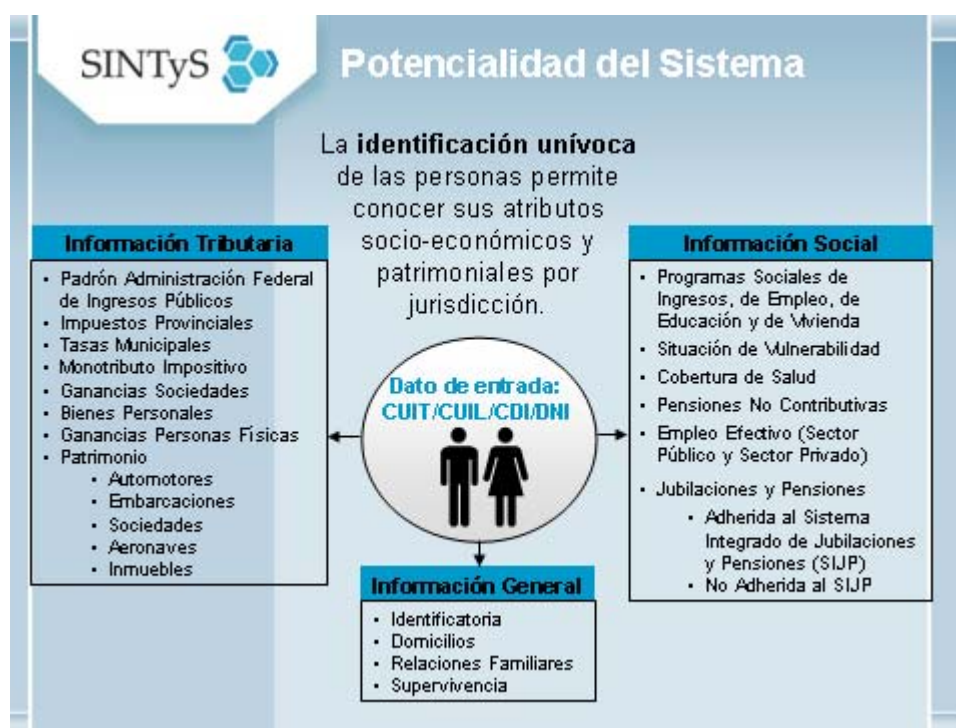 SINTyS
Potencialidad del Sistema
La identificación unívoca
de las personas permite
conocer sus atributos
socio-económicos y
patrimoniales por
jurisdicción.
Información Tributaria
• Padrón Administración Federal
de Ingresos Públicos
• Impuestos Provinciales
• Tasas Municipales
• Monotributo Impositivo
• Ganancias Sociedades
• Bienes Personales
• Ganancias Personas Físicas
• Patrimonio
• Automotores
• Embarcaciones
• Sociedades
• Aeronaves
• Inmuebles
Dato de entrada:
CUIT/CUIL/CDI/DNI
Información Social
• Programas Sociales de
Ingresos, de Empleo, de
Educación y de Vivienda
• Situación de Vulnerabilidad
• Cobertura de Salud
• Pensiones No Contributivas
• Empleo Efectivo (Sector
Público y Sector Privado)
• Jubilaciones y Pensiones
• Adherida al Sistema
Integrado de Jubilaciones
y Pensiones (SIJP)
• No Adherida al SIJP
Información General
• Identificatoria
• Domicilios
• Relaciones Familiares
• Supervivencia